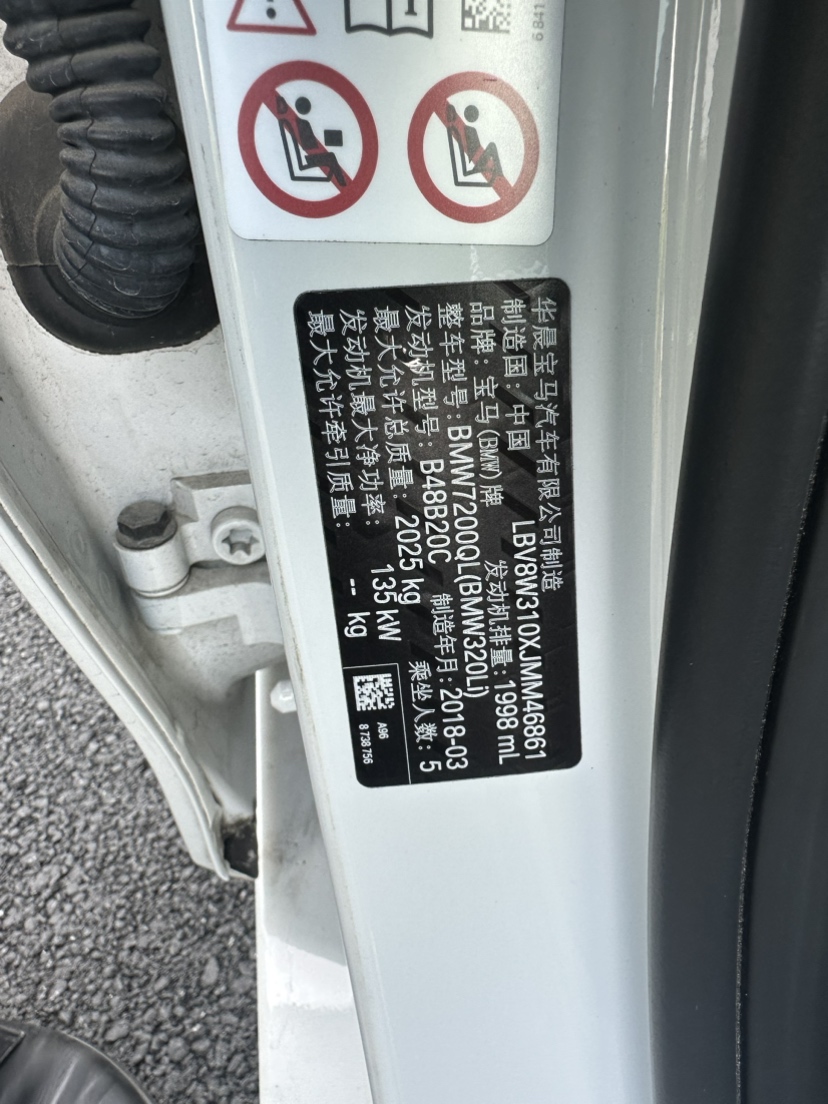 6 841
华晨宝马汽车有限公司制造
制造国：中国 LBV8W310XJMM46861
品牌：宝马(BMW)牌 发动机排量：1998 mL
整车型号：BMW7200QL(BMW320Li)
发动机型号：B48B20C 制造年月：2018-03
最大允许总质量：2025 kg 乘坐人数：5
发动机最大净功率：135 kW
最大允许牵引质量：-- kg
A96
8 738 756